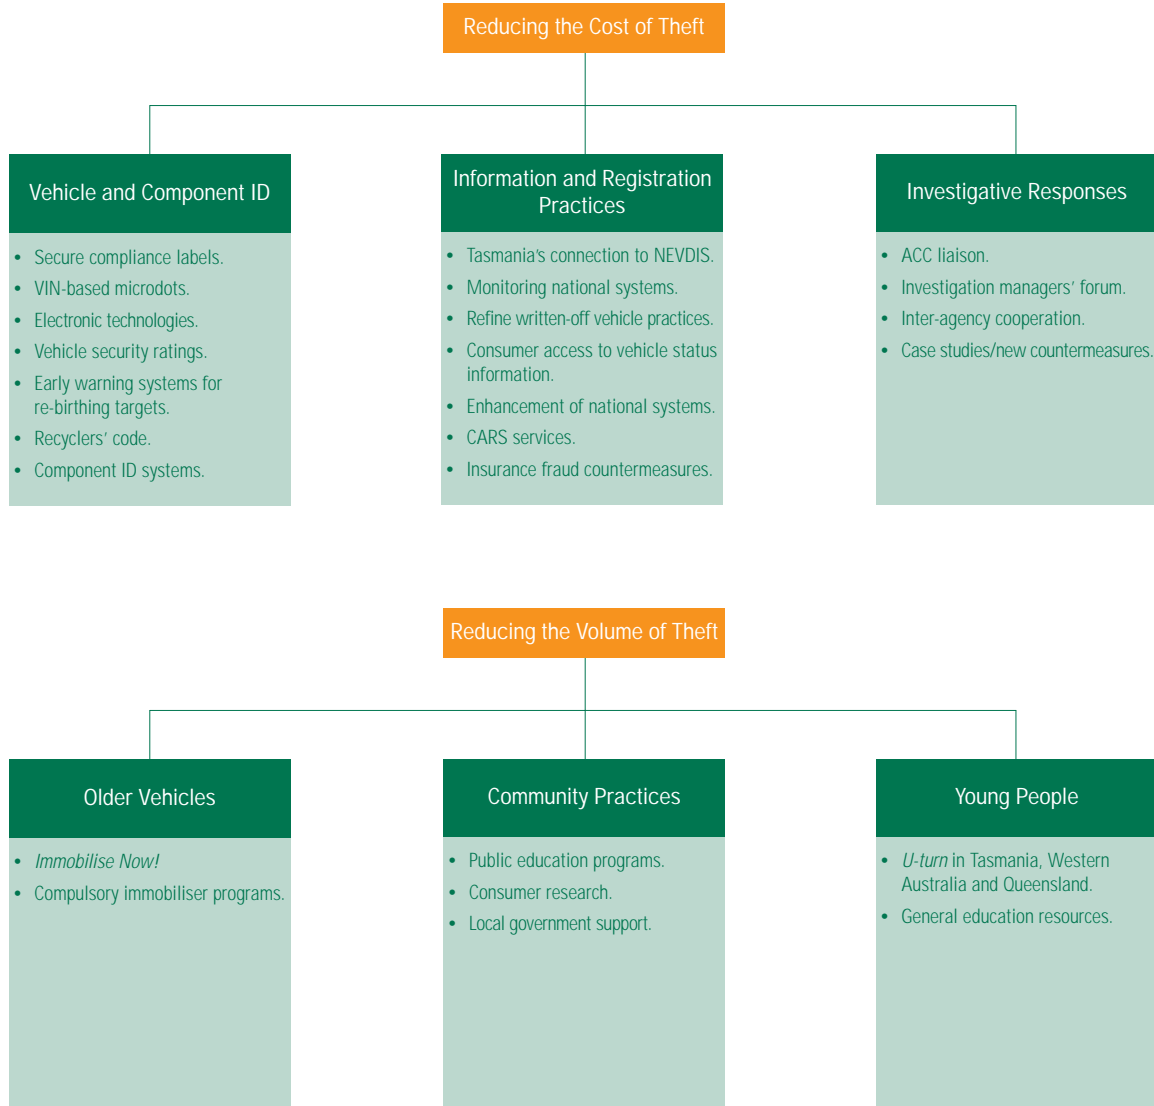 Reducing the Cost of Theft
Vehicle and Component ID
• Secure compliance labels.
• VIN-based microdots.
• Electronic technologies.
• Vehicle security ratings.
• Early warning systems for
re-birthing targets.
• Recyclers’ code.
• Component ID systems.
Information and Registration
Practices
• Tasmania’s connection to NEVDIS.
• Monitoring national systems.
• Refine written-off vehicle practices.
• Consumer access to vehicle status
information.
• Enhancement of national systems.
• CARS services.
• Insurance fraud countermeasures.
Investigative Responses
• ACC liaison.
• Investigation managers’ forum.
• Inter-agency cooperation.
• Case studies/new countermeasures.
Reducing the Volume of Theft
Older Vehicles
• Immobilise Now!
• Compulsory immobiliser programs.
Community Practices
• Public education programs.
• Consumer research.
• Local government support.
Young People
• U-turn in Tasmania, Western
Australia and Queensland.
• General education resources.